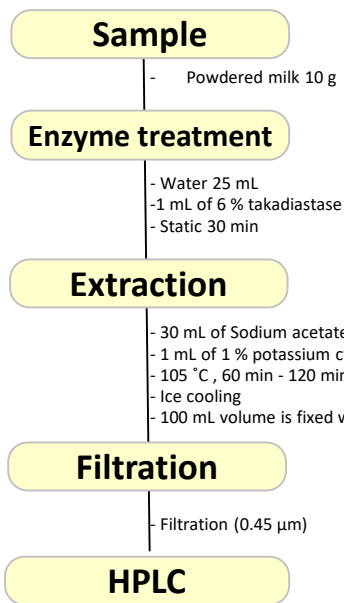 Sample
- Powdered milk 10 g
Enzyme treatment
- Water 25 mL
-1 mL of 6 % takadiastase
- Static 30 min
Extraction
- 30 mL of Sodium acetate
- 1 mL of 1 % potassium
- 105 ˚C , 60 min - 120 min
- Ice cooling
- 100 mL volume is fixed
Filtration
- Filtration (0.45 µm)
HPLC